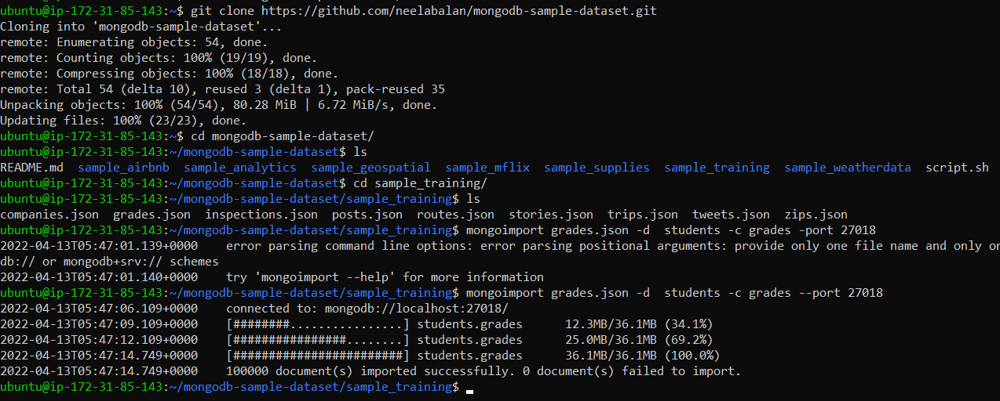 ubuntu@ip-172-31-85-143:~$ git clone https://github.com/neelabalan/mongodb-sample-dataset.git
Cloning into 'mongodb-sample-dataset'...
remote: Enumerating objects: 54, done.
remote: Counting objects: 100% (19/19), done.
remote: Compressing objects: 100% (18/18), done.
remote: Total 54 (delta 10), reused 3 (delta 1), pack-reused 35
Unpacking objects: 100% (54/54), 80.28 MiB | 6.72 MiB/s, done.
Updating files: 100% (23/23), done.
ubuntu@ip-172-31-85-143:~$ cd mongodb-sample-dataset/
ubuntu@ip-172-31-85-143:~/mongodb-sample-dataset$ ls
README.md  sample_airbnb  sample_analytics  sample_geospatial  sample_mflix  sample_supplies  sample_training  sample_weatherdata  script.sh
ubuntu@ip-172-31-85-143:~/mongodb-sample-dataset$ cd sample_training/
ubuntu@ip-172-31-85-143:~/mongodb-sample-dataset/sample_training$ ls
companies.json  grades.json  inspections.json  posts.json  routes.json  stories.json  trips.json  tweets.json  zips.json
ubuntu@ip-172-31-85-143:~/mongodb-sample-dataset/sample_training$ mongoimport grades.json -d  students -c grades -port 27018
2022-04-13T05:47:01.139+0000    error parsing command line options: error parsing positional arguments: provide only one file name and only on
db:// or mongodb+srv:// schemes
2022-04-13T05:47:01.140+0000    try 'mongoimport --help' for more information
ubuntu@ip-172-31-85-143:~/mongodb-sample-dataset/sample_training$ mongoimport grades.json -d  students -c grades --port 27018
2022-04-13T05:47:06.109+0000    connected to: mongodb://localhost:27018/
2022-04-13T05:47:09.109+0000    [########................] students.grades      12.3MB/36.1MB (34.1%)
2022-04-13T05:47:12.109+0000    [################........] students.grades      25.0MB/36.1MB (69.2%)
2022-04-13T05:47:14.749+0000    [########################] students.grades      36.1MB/36.1MB (100.0%)
2022-04-13T05:47:14.749+0000    100000 document(s) imported successfully. 0 document(s) failed to import.
ubuntu@ip-172-31-85-143:~/mongodb-sample-dataset/sample_training$